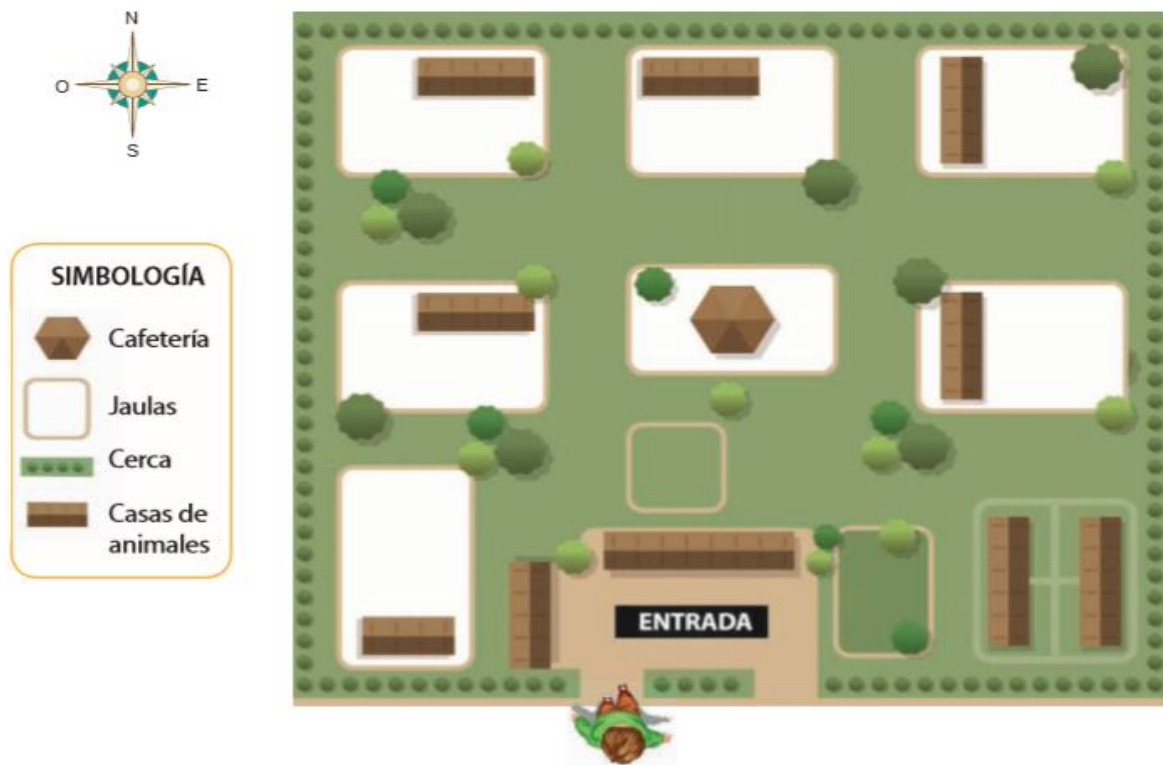 N
O
E
S
SIMBOLOGÍA
Cafetería
Jaulas
Cerca
Casas de
animales
ENTRADA